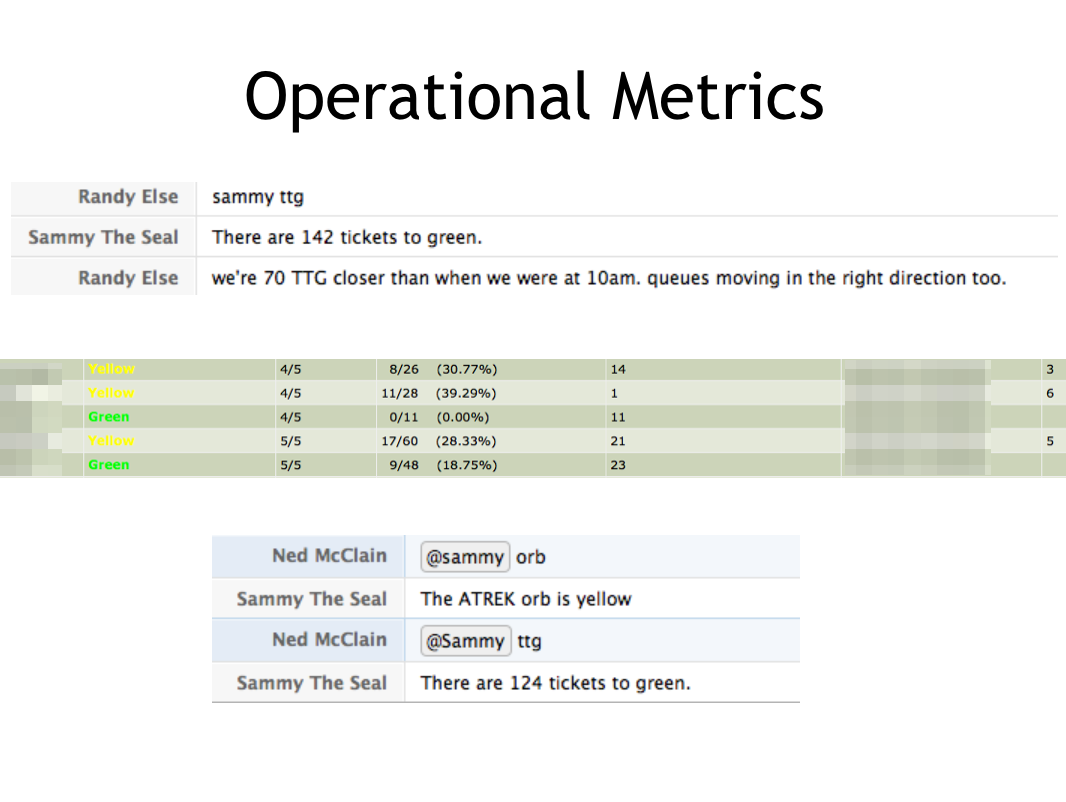 Operational Metrics
Randy Else sammy ttg
Sammy The Seal There are 142 tickets to green.
Randy Else we're 70 TTG closer than when we were at 10am. queues moving in the right direction too.
Yellow 4/5 8/26 (30.77%) 14 3
Yellow 4/5 11/28 (39.29%) 1 6
Green 4/5 0/11 (0.00%) 11
Yellow 5/5 17/60 (28.33%) 21 5
Green 5/5 9/48 (18.75%) 23
Ned McClain @sammy orb
Sammy The Seal The ATREK orb is yellow
Ned McClain @Sammy ttg
Sammy The Seal There are 124 tickets to green.